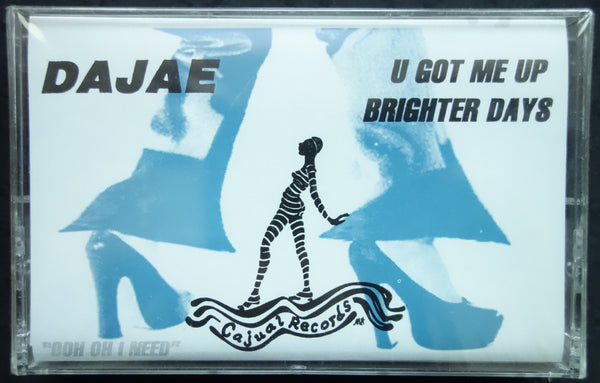 DAJAE
U GOT ME UP
BRIGHTER DAYS
Cajual Records
"OOH OH I NEED"